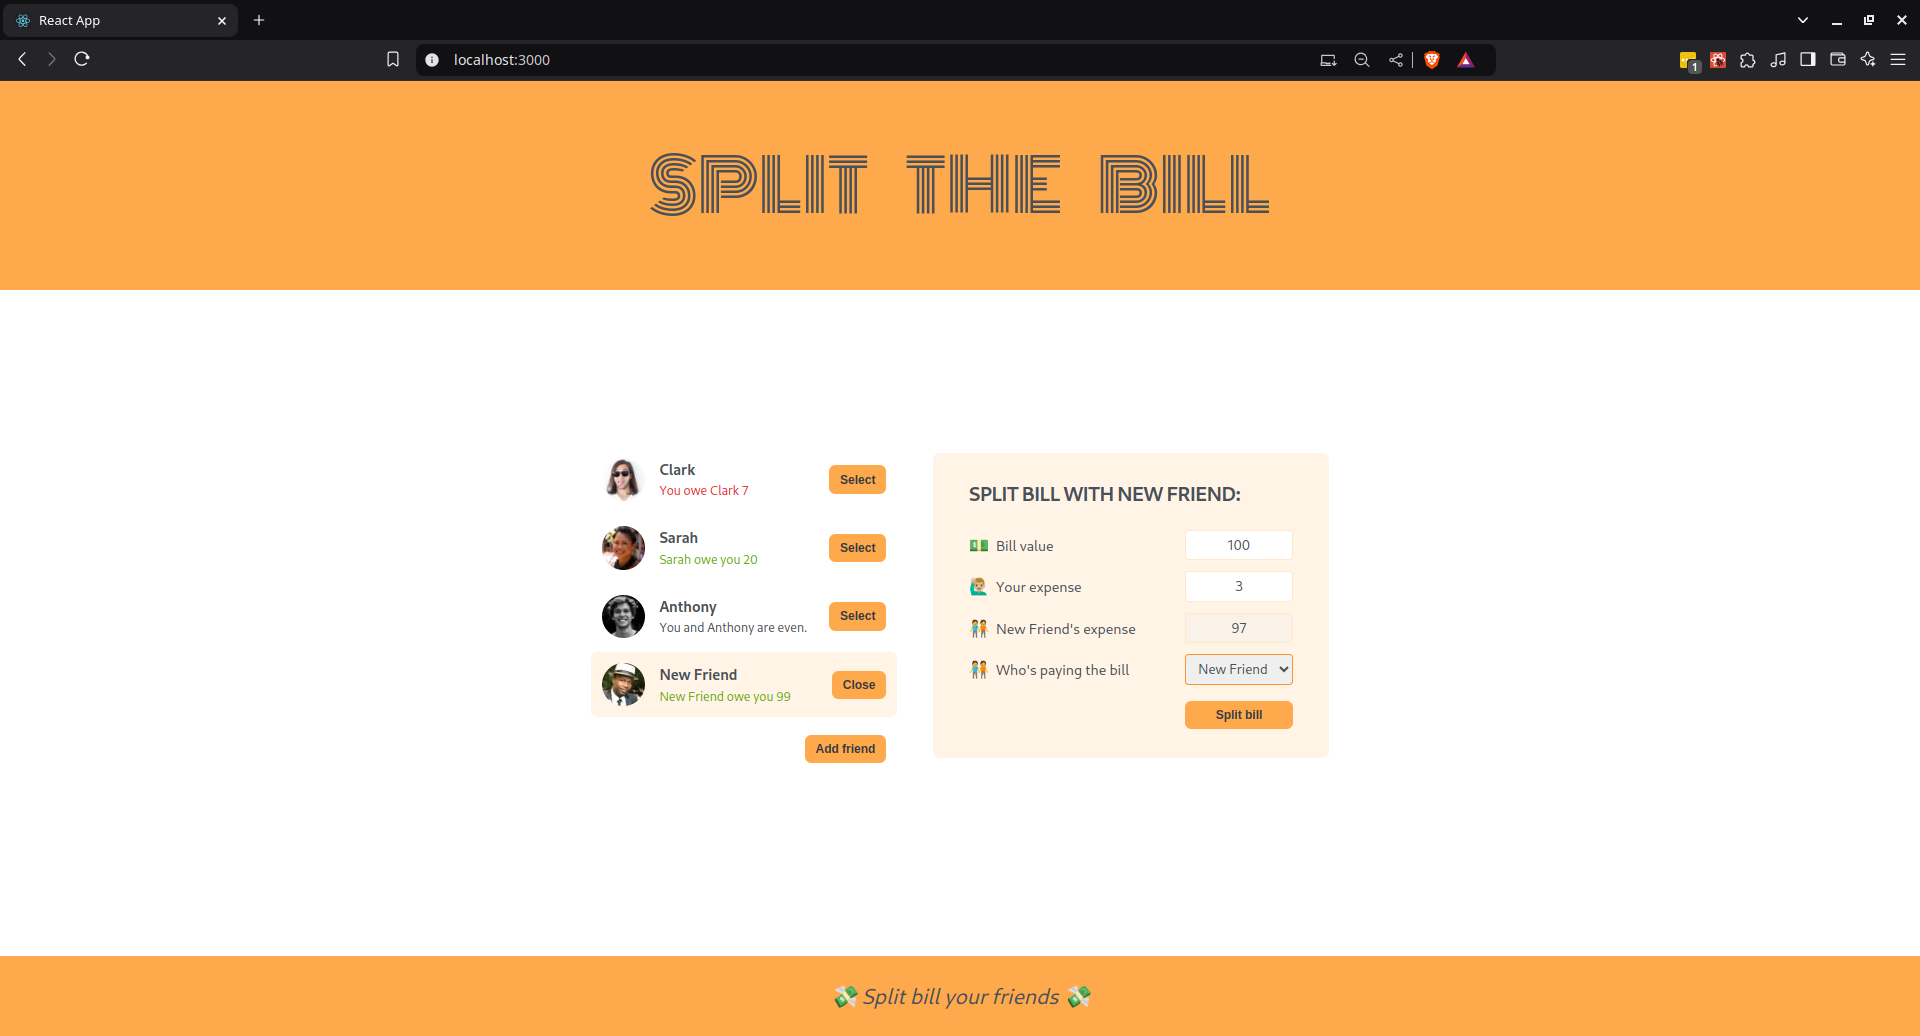 React App
localhost:3000
1
SPLIT THE BILL
Clark
You owe Clark 7
Select
Sarah
Sarah owe you 20
Select
Anthony
You and Anthony are even.
Select
New Friend
New Friend owe you 99
Close
Add friend
SPLIT BILL WITH NEW FRIEND:
💵 Bill value
100
🙋🏼‍♂️ Your expense
3
🧑‍🤝‍🧑 New Friend's expense
97
🧑‍🤝‍🧑 Who's paying the bill
New Friend
Split bill
💸 Split bill your friends 💸